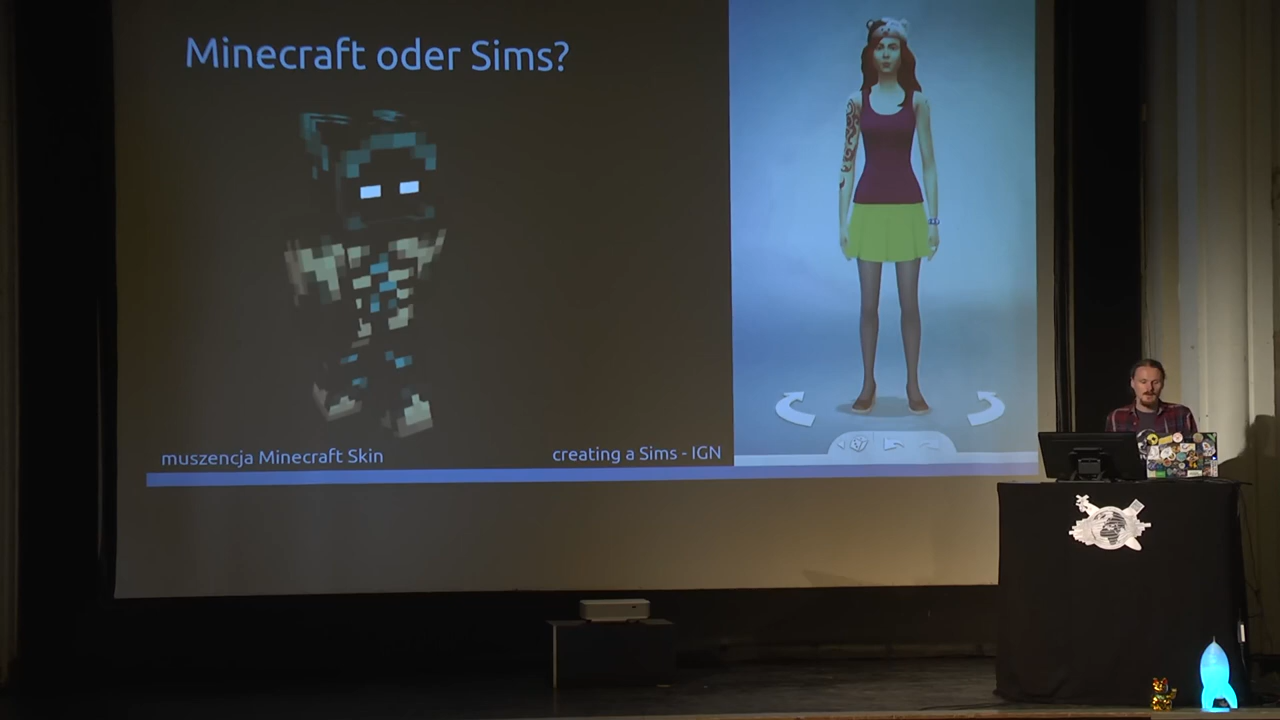 Minecraft oder Sims?
muszencja Minecraft Skin
creating a Sims - IGN